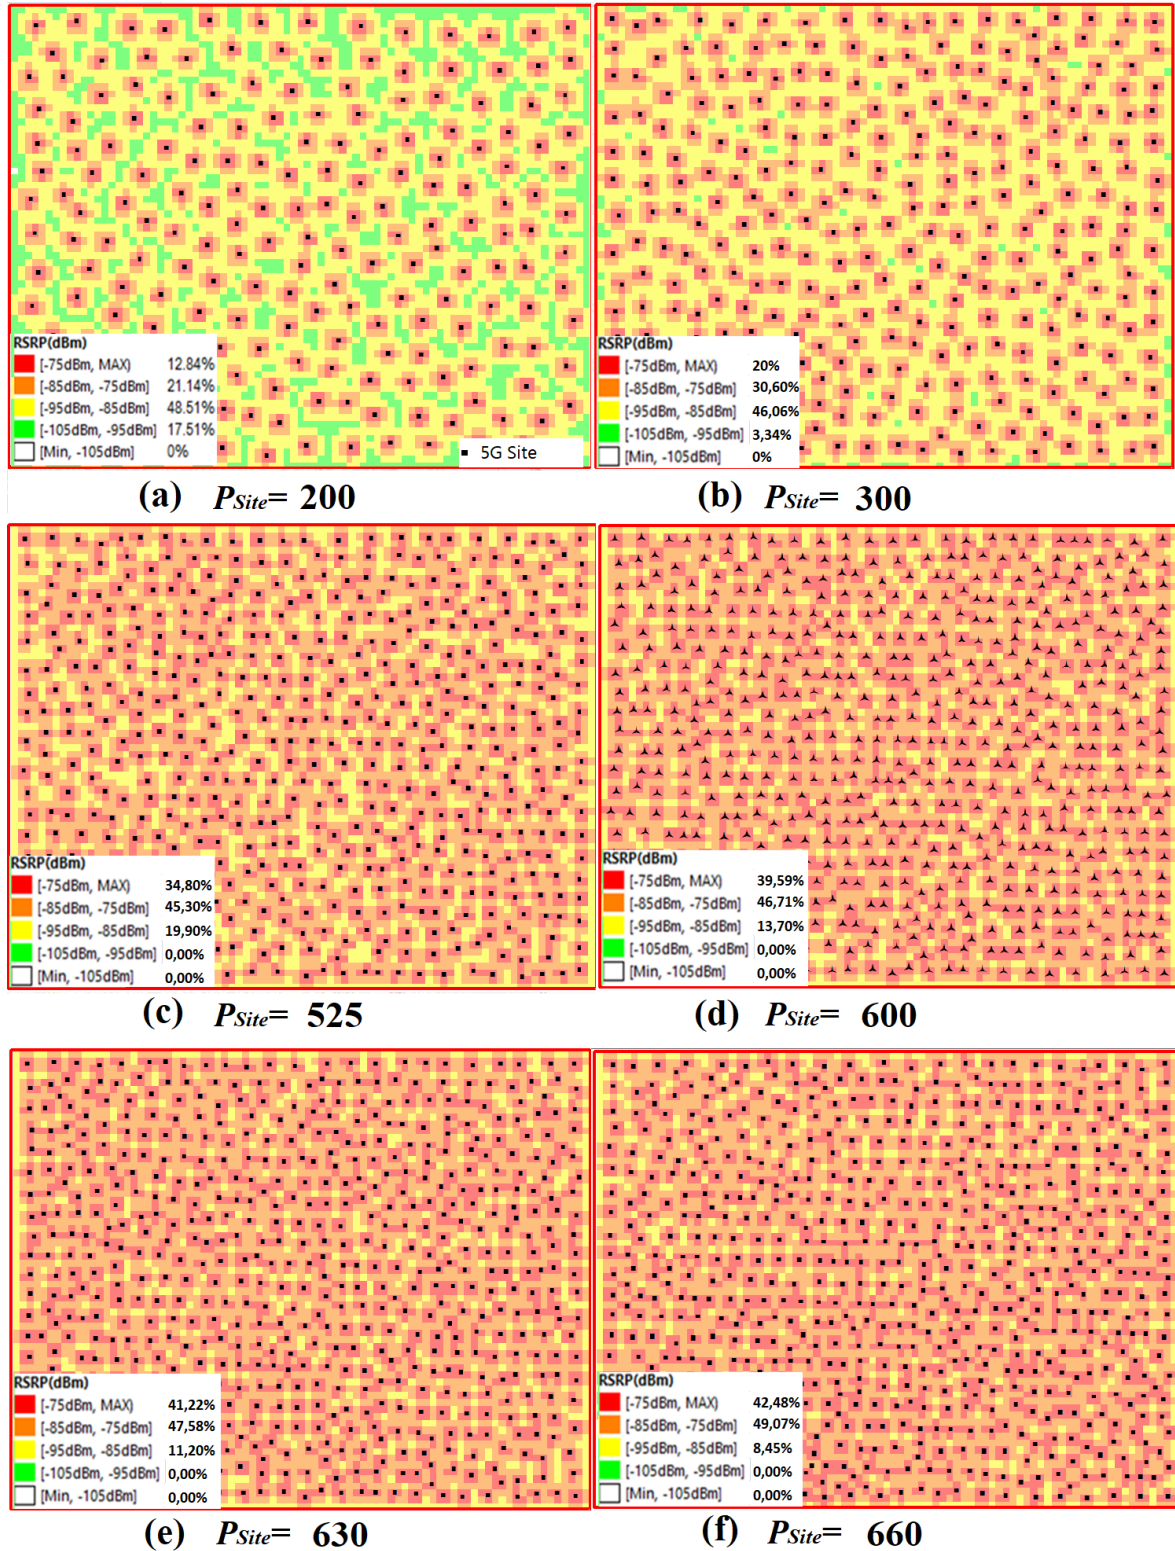 RSRP(dBm)
[-75dBm, MAX) 12.84%
[-85dBm, -75dBm] 21.14%
[-95dBm, -85dBm] 48.51%
[-105dBm, -95dBm] 17.51%
[Min, -105dBm] 0%
5G Site
(a) PSite= 200
RSRP(dBm)
[-75dBm, MAX) 20%
[-85dBm, -75dBm] 30,60%
[-95dBm, -85dBm] 46,06%
[-105dBm, -95dBm] 3,34%
[Min, -105dBm] 0%
(b) PSite= 300
RSRP(dBm)
[-75dBm, MAX) 34,80%
[-85dBm, -75dBm] 45,30%
[-95dBm, -85dBm] 19,90%
[-105dBm, -95dBm] 0,00%
[Min, -105dBm] 0,00%
(c) PSite= 525
RSRP(dBm)
[-75dBm, MAX) 39,59%
[-85dBm, -75dBm] 46,71%
[-95dBm, -85dBm] 13,70%
[-105dBm, -95dBm] 0,00%
[Min, -105dBm] 0,00%
(d) PSite= 600
RSRP(dBm)
[-75dBm, MAX) 41,22%
[-85dBm, -75dBm] 47,58%
[-95dBm, -85dBm] 11,20%
[-105dBm, -95dBm] 0,00%
[Min, -105dBm] 0,00%
(e) PSite= 630
RSRP(dBm)
[-75dBm, MAX) 42,48%
[-85dBm, -75dBm] 49,07%
[-95dBm, -85dBm] 8,45%
[-105dBm, -95dBm] 0,00%
[Min, -105dBm] 0,00%
(f) PSite= 660